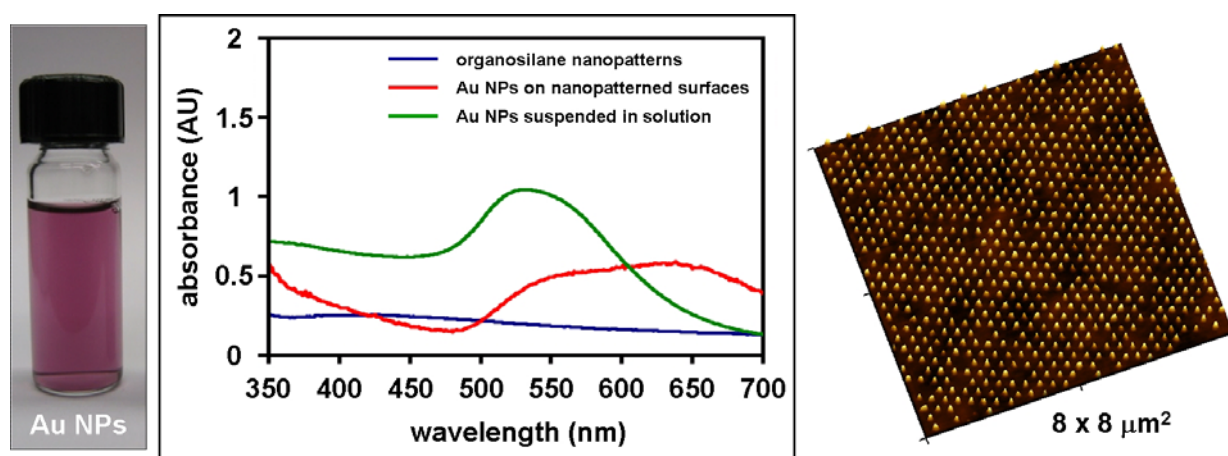 Au NPs
absorbance (AU)
2
1.5
1
0.5
0
organosilane nanopatterns
Au NPs on nanopatterned surfaces
Au NPs suspended in solution
350 400 450 500 550 600 650 700
wavelength (nm)
8 x 8 μm²